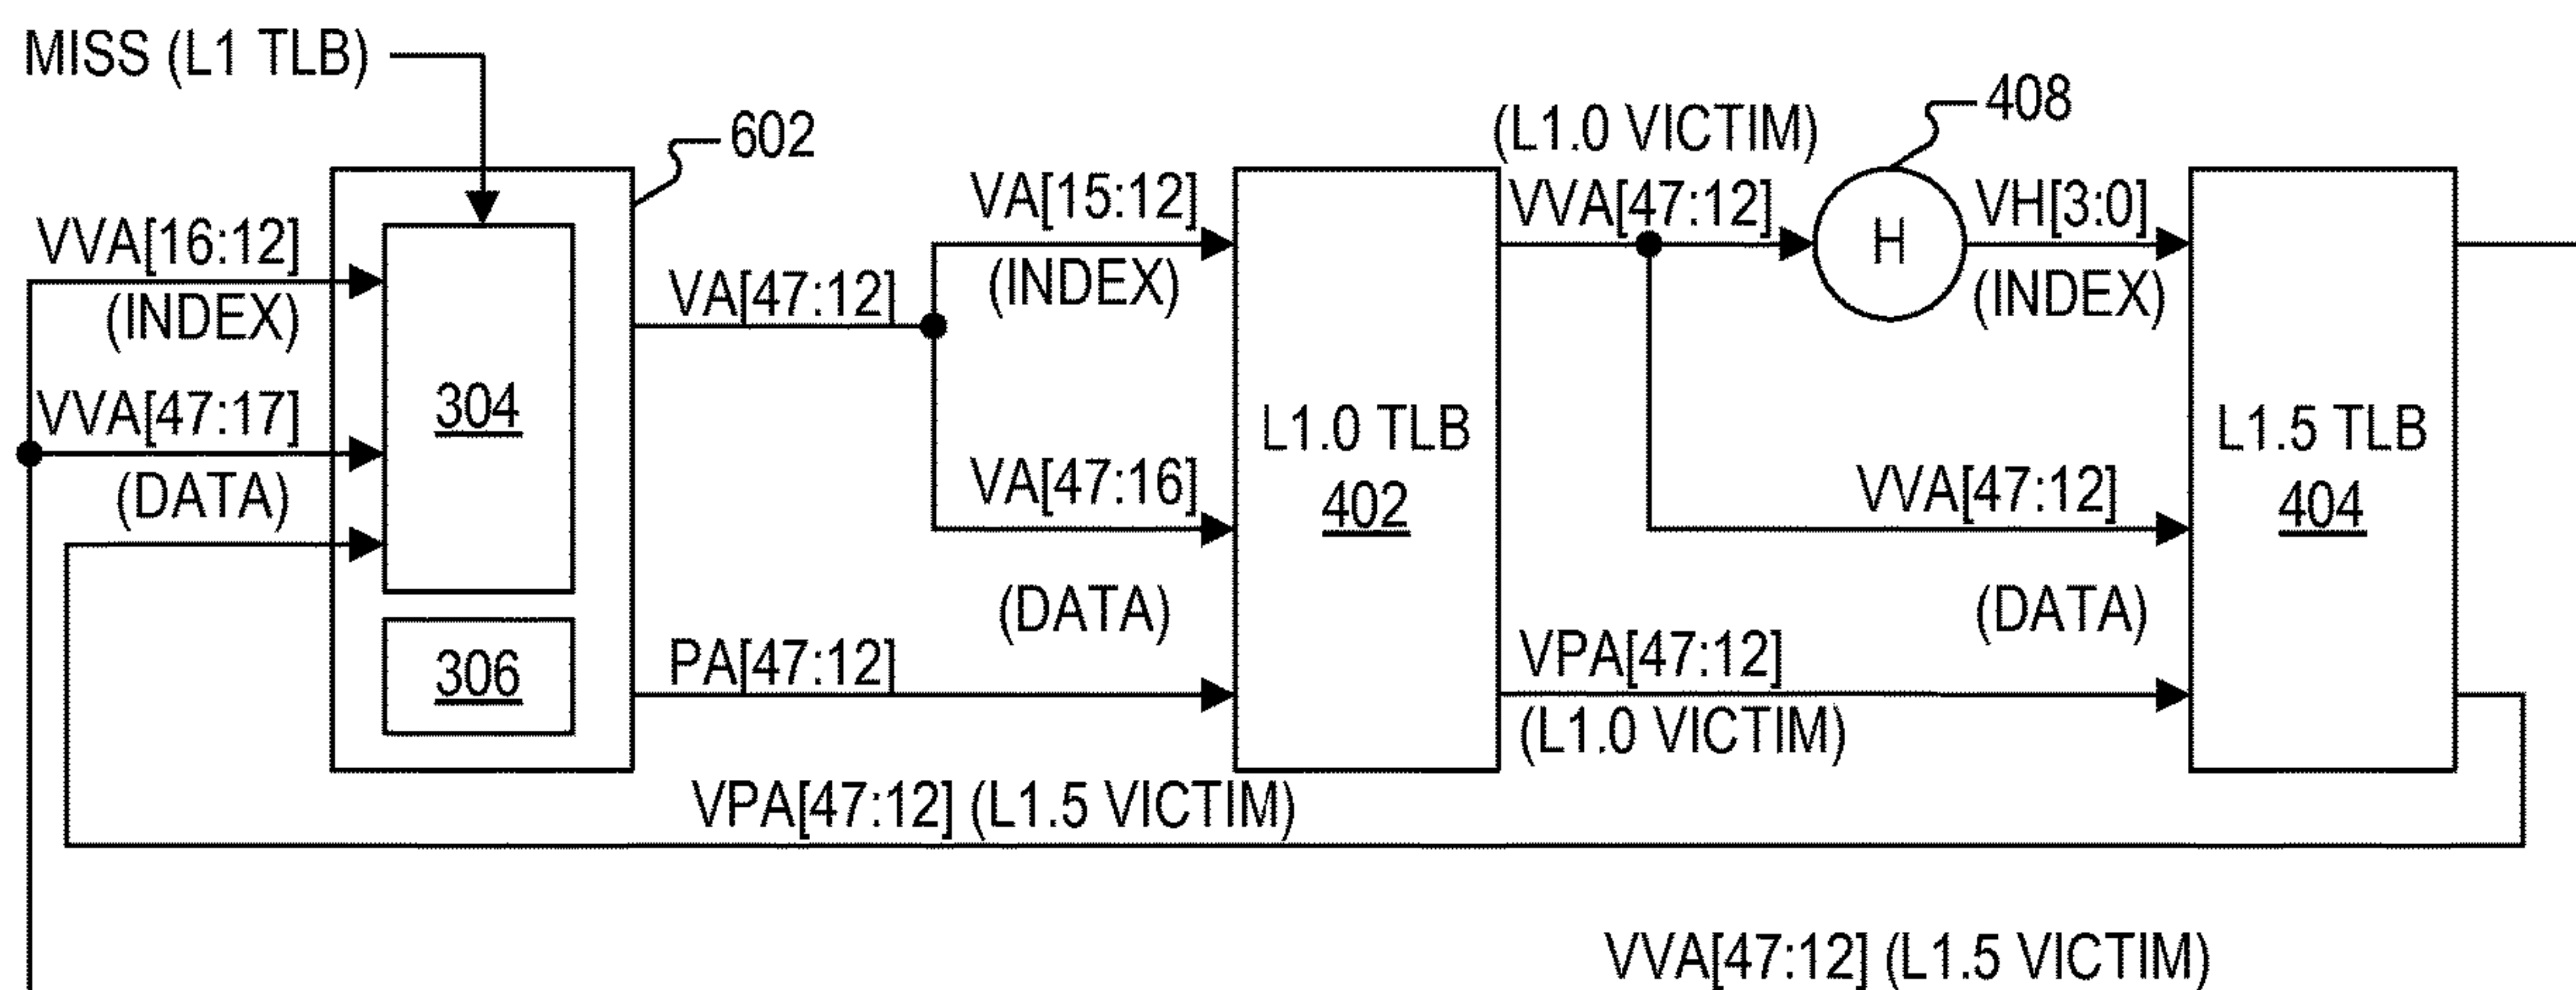 MISS (L1 TLB)
602
408
VVA[16:12]
(INDEX)
VVA[47:17]
(DATA)
304
306
VA[47:12]
PA[47:12]
VA[15:12]
(INDEX)
VA[47:16]
(DATA)
L1.0 TLB
402
(L1.0 VICTIM)
VVA[47:12]
H
VH[3:0]
(INDEX)
VVA[47:12]
(DATA)
VPA[47:12]
(L1.0 VICTIM)
L1.5 TLB
404
VPA[47:12] (L1.5 VICTIM)
VVA[47:12] (L1.5 VICTIM)